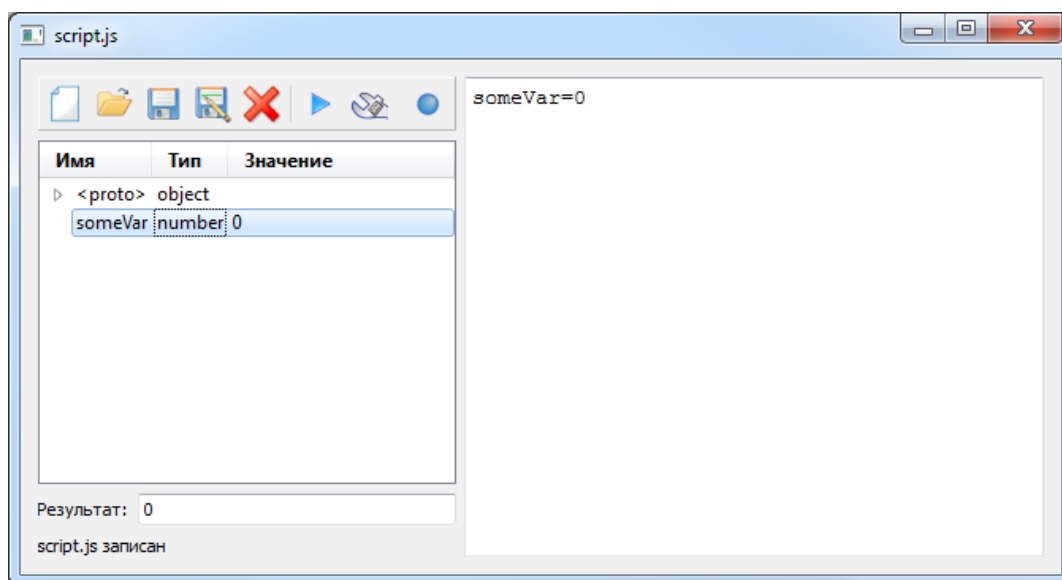 script.js
someVar=0
Имя Тип Значение
<proto> object
someVar number 0
Результат: 0
script.js записан